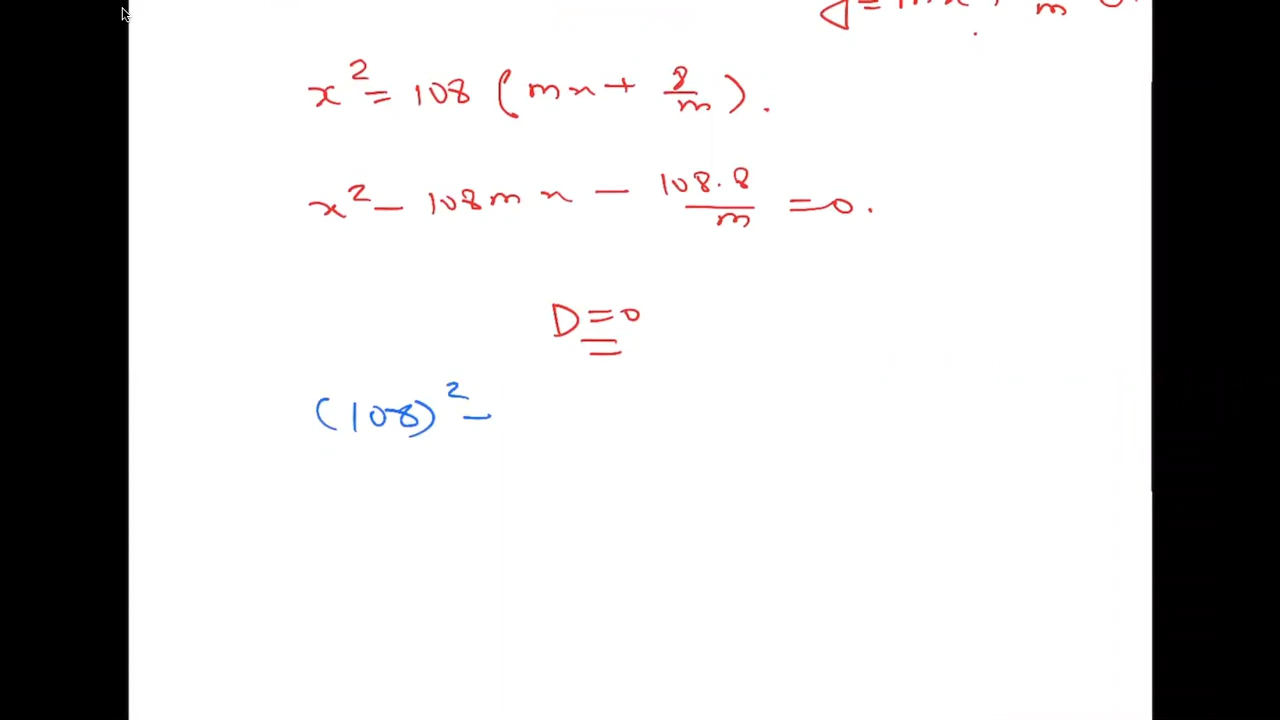 x² = 108 (mx + 8/m).
x² - 108mx - 108.8/m = 0.
D = 0
(108)² -